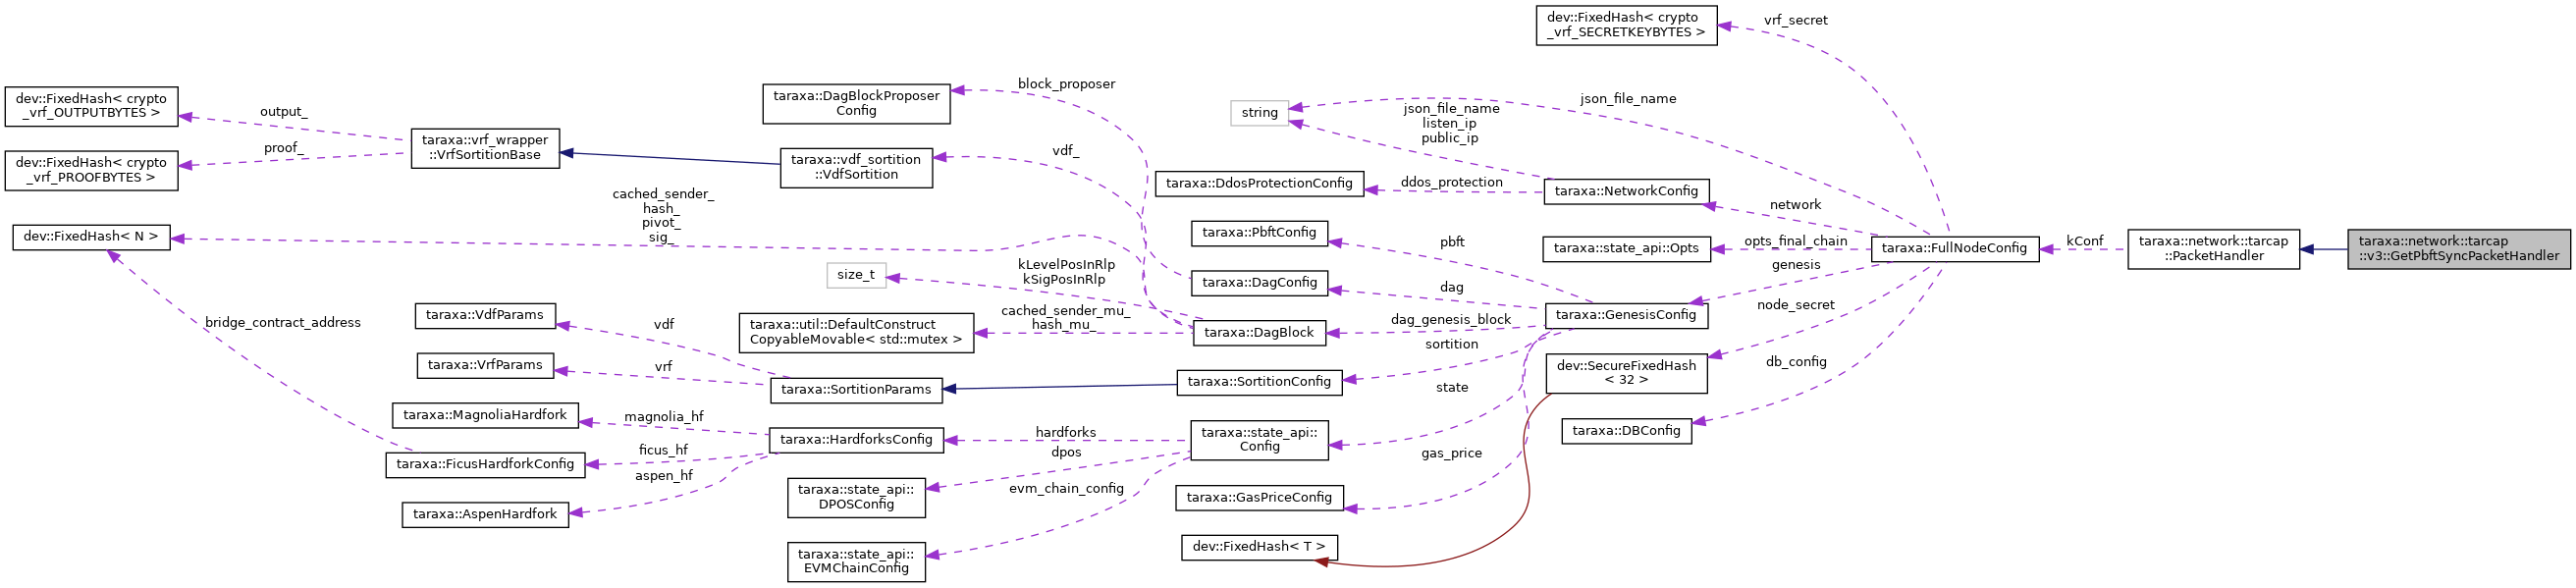 dev::FixedHash< crypto
_vrf_SECRETKEYBYTES >
vrf_secret
dev::FixedHash< crypto
_vrf_OUTPUTBYTES >
output_
dev::FixedHash< crypto
_vrf_PROOFBYTES >
proof_
taraxa::vrf_wrapper
::VrfSortitionBase
taraxa::DagBlockProposer
Config
block_proposer
taraxa::vdf_sortition
::VdfSortition
vdf_
string
json_file_name
json_file_name
listen_ip
public_ip
taraxa::DdosProtectionConfig
ddos_protection
taraxa::NetworkConfig
network
cached_sender_
hash_
pivot_
sig_
dev::FixedHash< N >
taraxa::PbftConfig
pbft
taraxa::state_api::Opts
opts_final_chain
taraxa::FullNodeConfig
kConf
taraxa::network::tarcap
::PacketHandler
taraxa::network::tarcap
::v3::GetPbftSyncPacketHandler
size_t
kLevelPosInRlp
kSigPosInRlp
taraxa::DagConfig
dag
genesis
taraxa::GenesisConfig
node_secret
bridge_contract_address
taraxa::VdfParams
vdf
taraxa::util::DefaultConstruct
CopyableMovable< std::mutex >
cached_sender_mu_
hash_mu_
taraxa::DagBlock
dag_genesis_block
sortition
taraxa::VrfParams
vrf
taraxa::SortitionParams
taraxa::SortitionConfig
state
dev::SecureFixedHash
< 32 >
db_config
taraxa::MagnoliaHardfork
magnolia_hf
taraxa::HardforksConfig
hardforks
taraxa::state_api::
Config
taraxa::DBConfig
taraxa::FicusHardforkConfig
ficus_hf
aspen_hf
dpos
gas_price
taraxa::AspenHardfork
taraxa::state_api::
DPOSConfig
evm_chain_config
taraxa::GasPriceConfig
taraxa::state_api::
EVMChainConfig
dev::FixedHash< T >